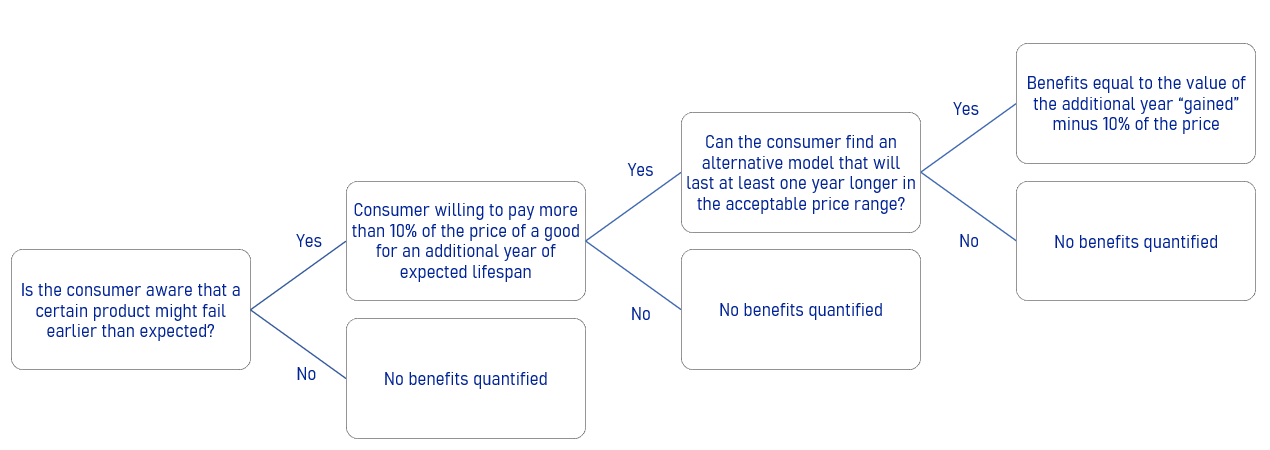 Is the consumer aware that a
certain product might fail
earlier than expected?
Yes
No
Consumer willing to pay more
than 10% of the price of a good
for an additional year of
expected lifespan
No benefits quantified
Yes
No
Can the consumer find an
alternative model that will
last at least one year longer in
the acceptable price range?
No benefits quantified
Yes
No
Benefits equal to the value of
the additional year “gained”
minus 10% of the price
No benefits quantified